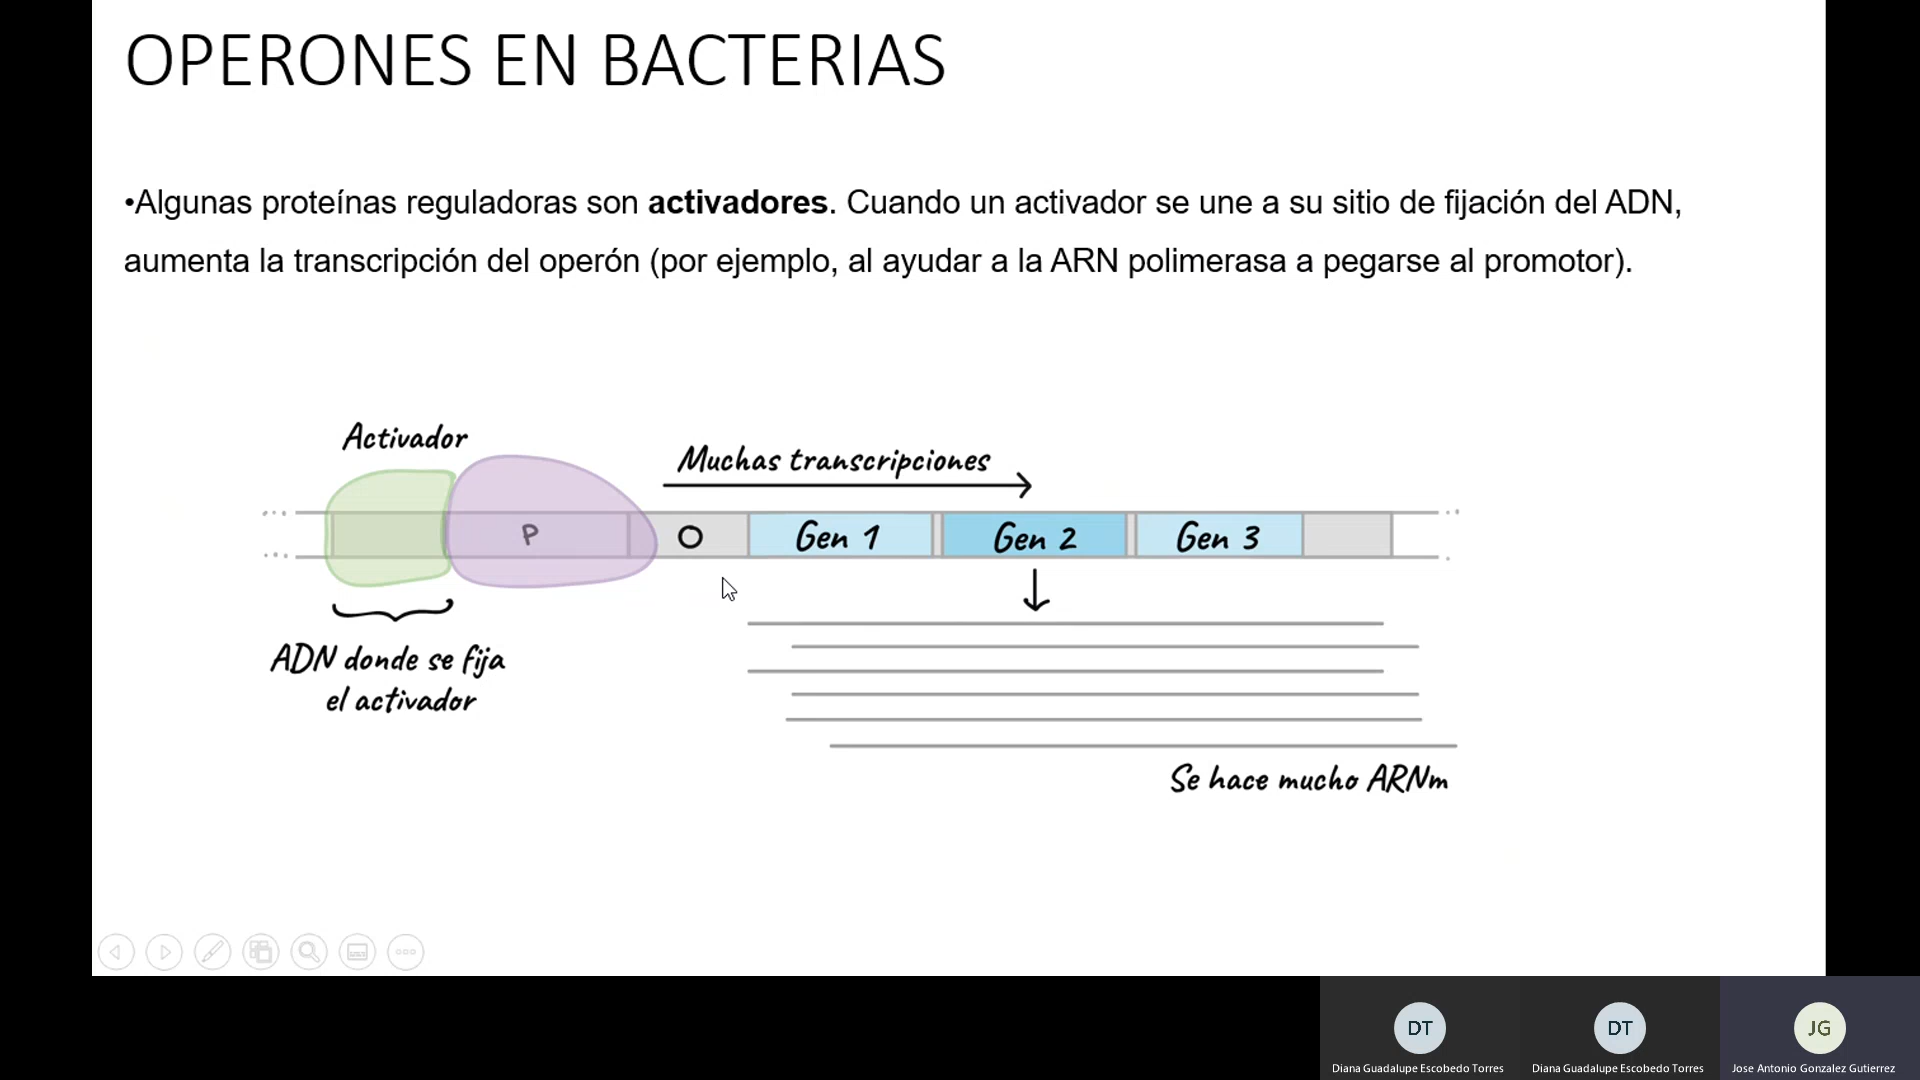 OPERONES EN BACTERIAS
•Algunas proteínas reguladoras son activadores. Cuando un activador se une a su sitio de fijación del ADN,
aumenta la transcripción del operón (por ejemplo, al ayudar a la ARN polimerasa a pegarse al promotor).
Activador
Muchas transcripciones
P
O
Gen 1
Gen 2
Gen 3
ADN donde se fija
el activador
Se hace mucho ARNm
DT
DT
JG
Diana Guadalupe Escobedo Torres
Diana Guadalupe Escobedo Torres
Jose Antonio Gonzalez Gutierrez